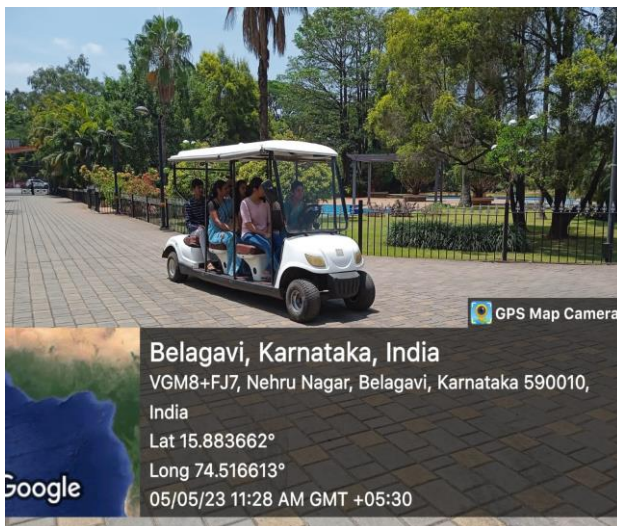 GPS Map Camera
Belagavi, Karnataka, India
VGM8+FJ7, Nehru Nagar, Belagavi, Karnataka 590010,
India
Lat 15.883662°
Long 74.516613°
05/05/23 11:28 AM GMT +05:30
Google